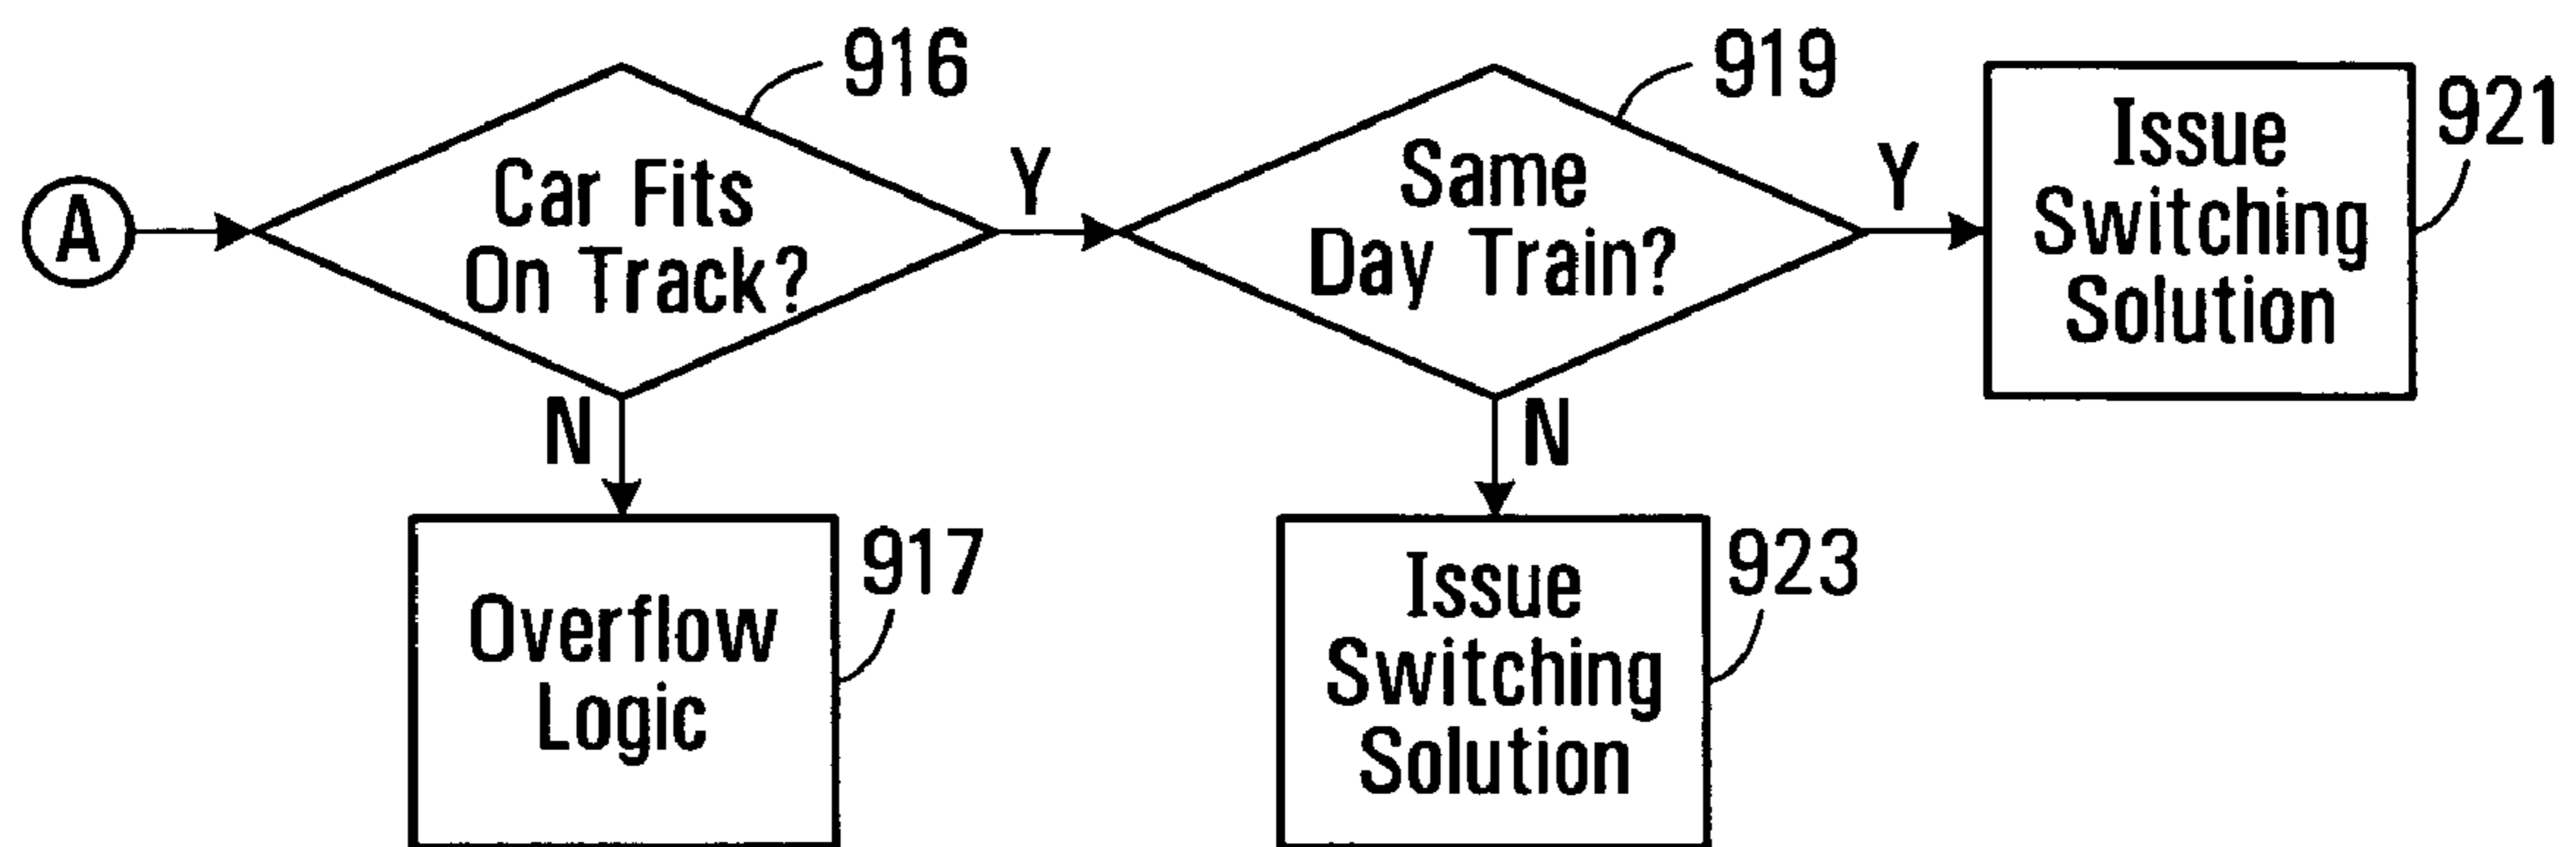 A
916
Car Fits
On Track?
Y
919
Same
Day Train?
Y
921
Issue
Switching
Solution
N
917
Overflow
Logic
N
923
Issue
Switching
Solution